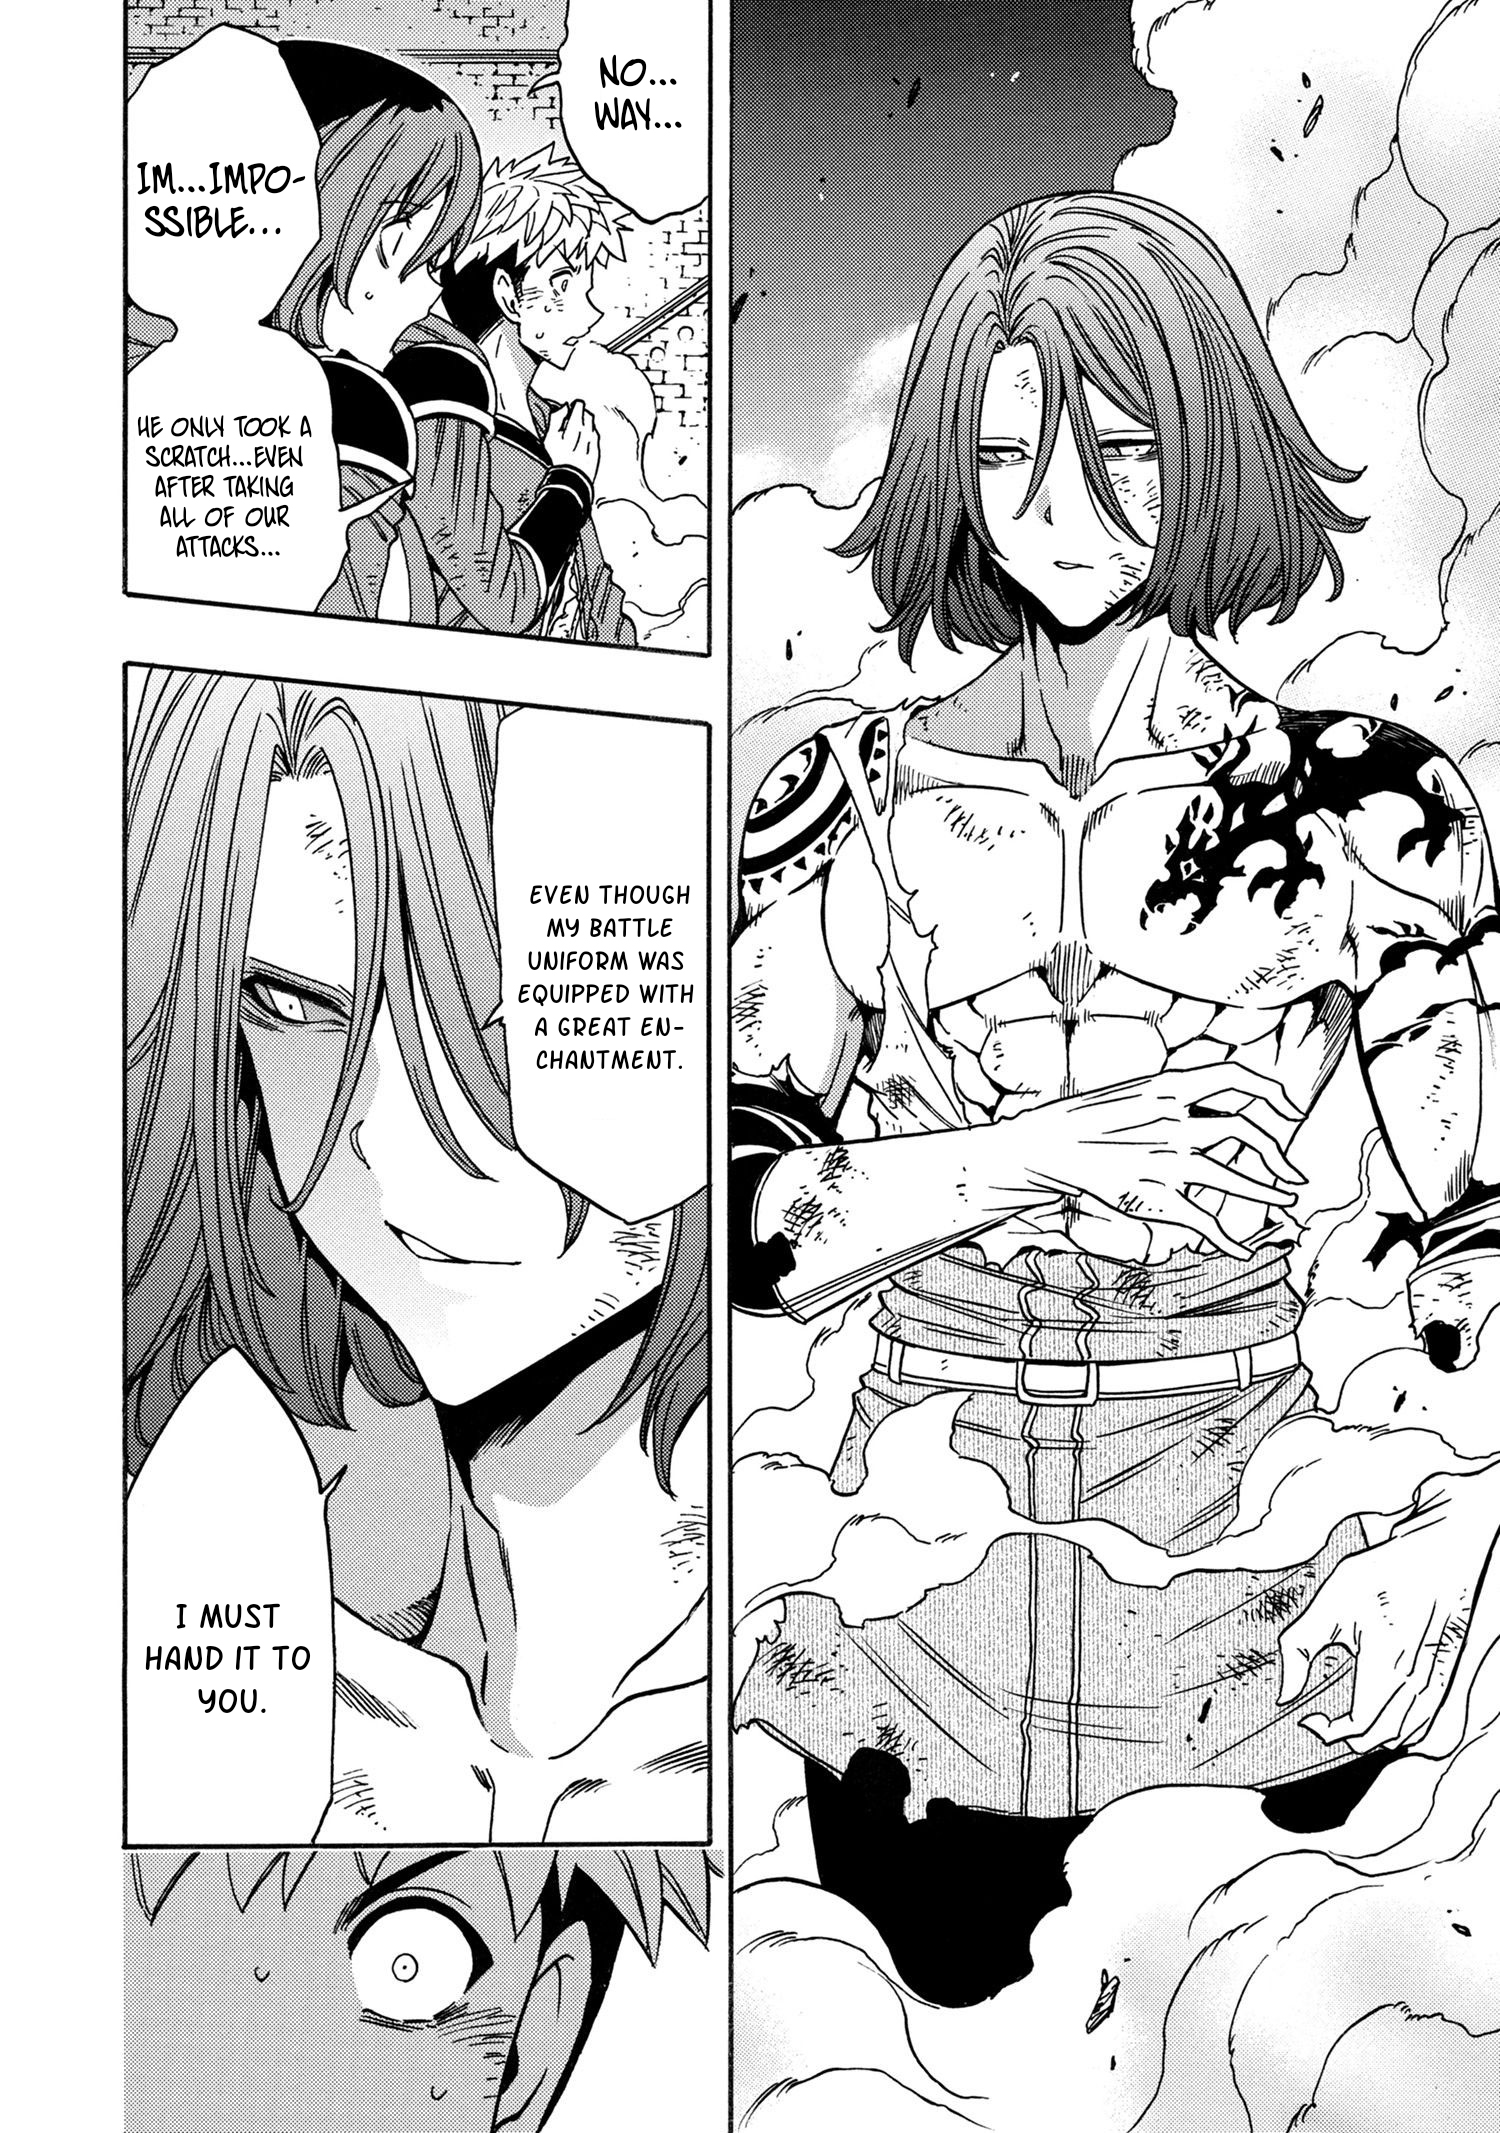 NO...
WAY...
IM...IMPO-
SSIBLE...
HE ONLY TOOK A
SCRATCH...EVEN
AFTER TAKING
ALL OF OUR
ATTACKS...
EVEN THOUGH
MY BATTLE
UNIFORM WAS
EQUIPPED WITH
A GREAT EN-
CHANTMENT.
I MUST
HAND IT TO
YOU.